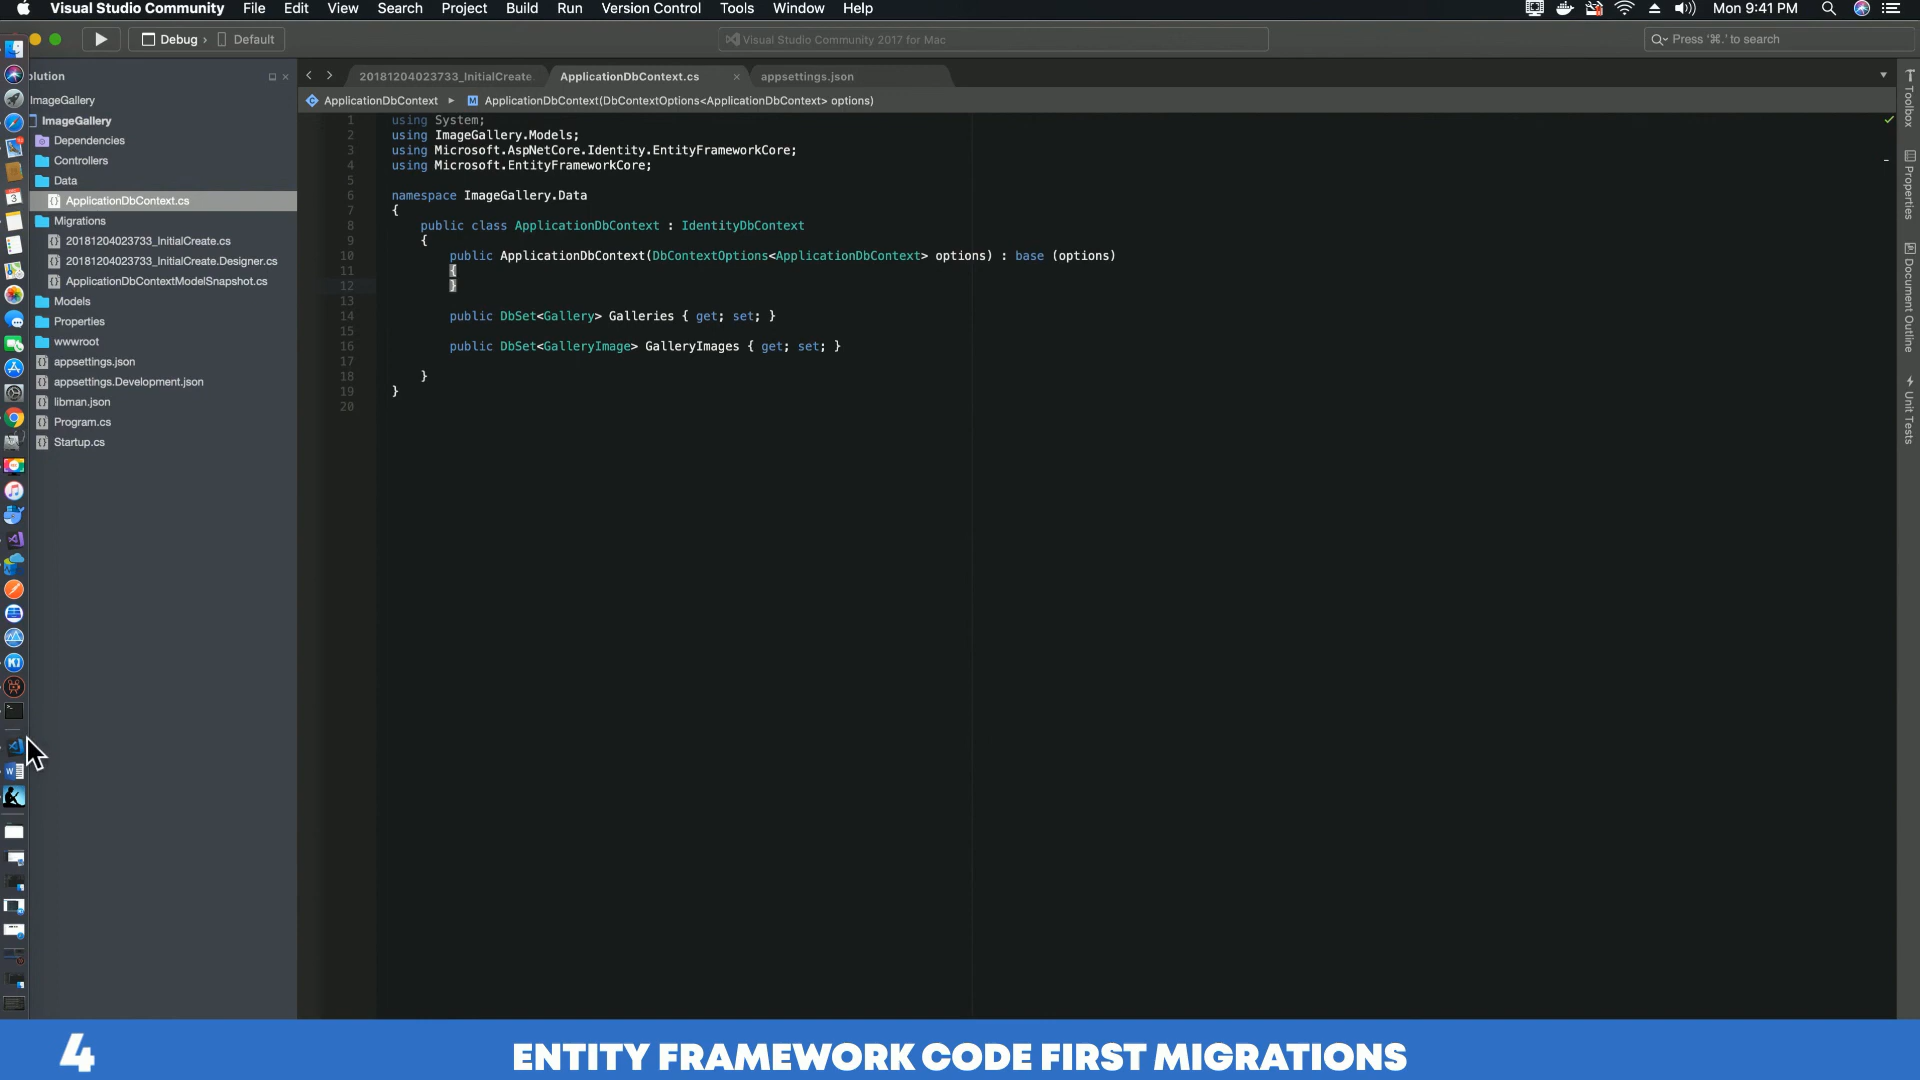 Visual Studio Community File Edit View Search Project Build Run Version Control Tools Window Help Mon 9:41 PM
Debug Default Visual Studio Community 2017 for Mac Press '⌘.' to search
olution
ImageGallery
ImageGallery
Dependencies
Controllers
Data
ApplicationDbContext.cs
Migrations
20181204023733_InitialCreate.cs
20181204023733_InitialCreate.Designer.cs
ApplicationDbContextModelSnapshot.cs
Models
Properties
wwwroot
appsettings.json
appsettings.Development.json
libman.json
Program.cs
Startup.cs
20181204023733_InitialCreate ApplicationDbContext.cs appsettings.json
ApplicationDbContext ApplicationDbContext(DbContextOptions<ApplicationDbContext> options)
1 using System;
2 using ImageGallery.Models;
3 using Microsoft.AspNetCore.Identity.EntityFrameworkCore;
4 using Microsoft.EntityFrameworkCore;
5
6 namespace ImageGallery.Data
7 {
8 public class ApplicationDbContext : IdentityDbContext
9 {
10 public ApplicationDbContext(DbContextOptions<ApplicationDbContext> options) : base (options)
11 {
12 }
13
14 public DbSet<Gallery> Galleries { get; set; }
15
16 public DbSet<GalleryImage> GalleryImages { get; set; }
17
18 }
19 }
20
Toolbox
Properties
Document Outline
Unit Tests
4 ENTITY FRAMEWORK CODE FIRST MIGRATIONS